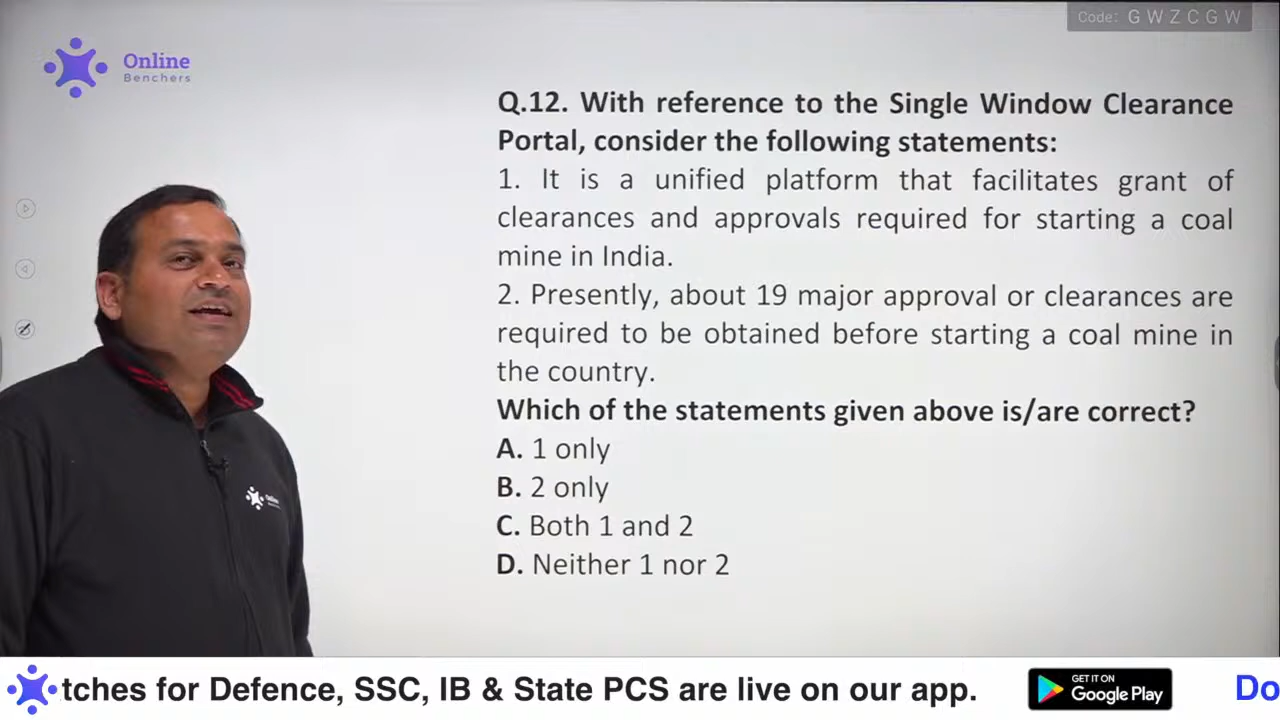 Code: G W Z C G W
Online
Benchers
Q.12. With reference to the Single Window Clearance
Portal, consider the following statements:
1. It is a unified platform that facilitates grant of
clearances and approvals required for starting a coal
mine in India.
2. Presently, about 19 major approval or clearances are
required to be obtained before starting a coal mine in
the country.
Which of the statements given above is/are correct?
A. 1 only
B. 2 only
C. Both 1 and 2
D. Neither 1 nor 2
tches for Defence, SSC, IB & State PCS are live on our app.
GET IT ON
Google Play
Do